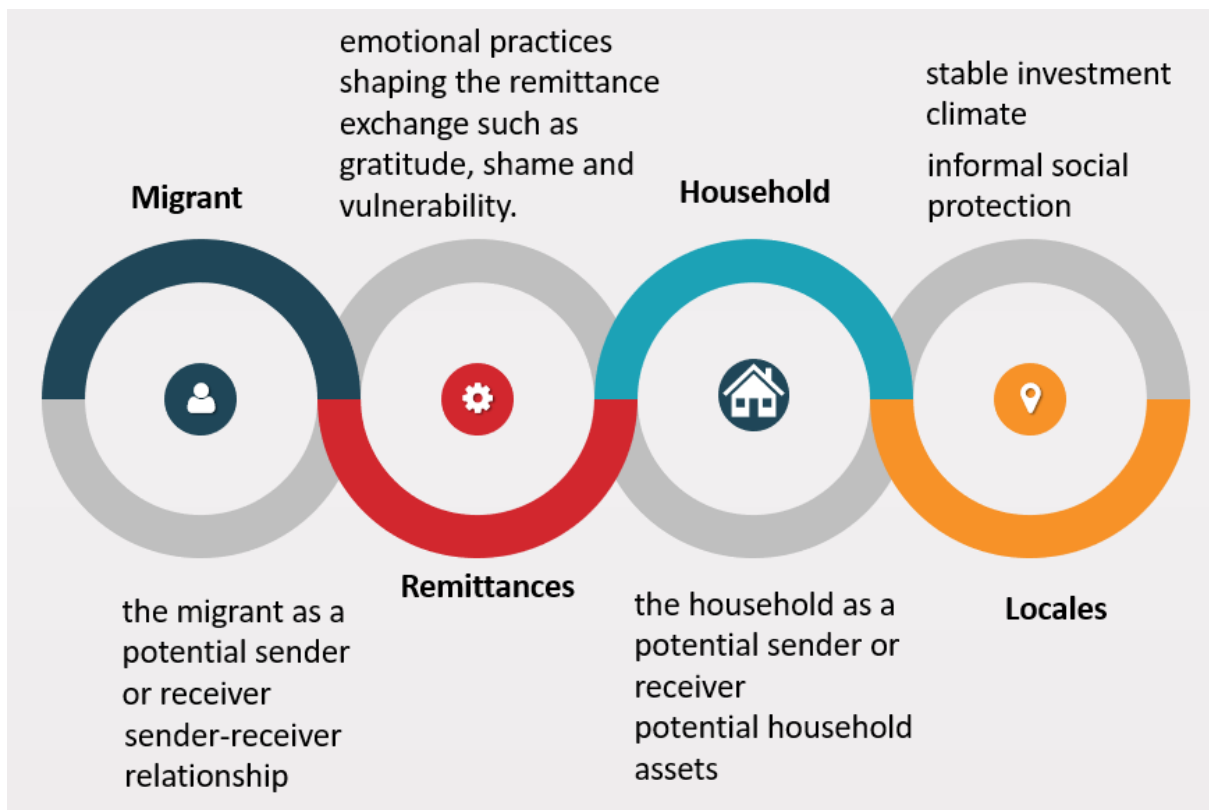 Migrant
the migrant as a
potential sender
or receiver
sender-receiver
relationship
emotional practices
shaping the remittance
exchange such as
gratitude, shame and
vulnerability.
Remittances
Household
the household as a
potential sender or
receiver
potential household
assets
stable investment
climate
informal social
protection
Locales